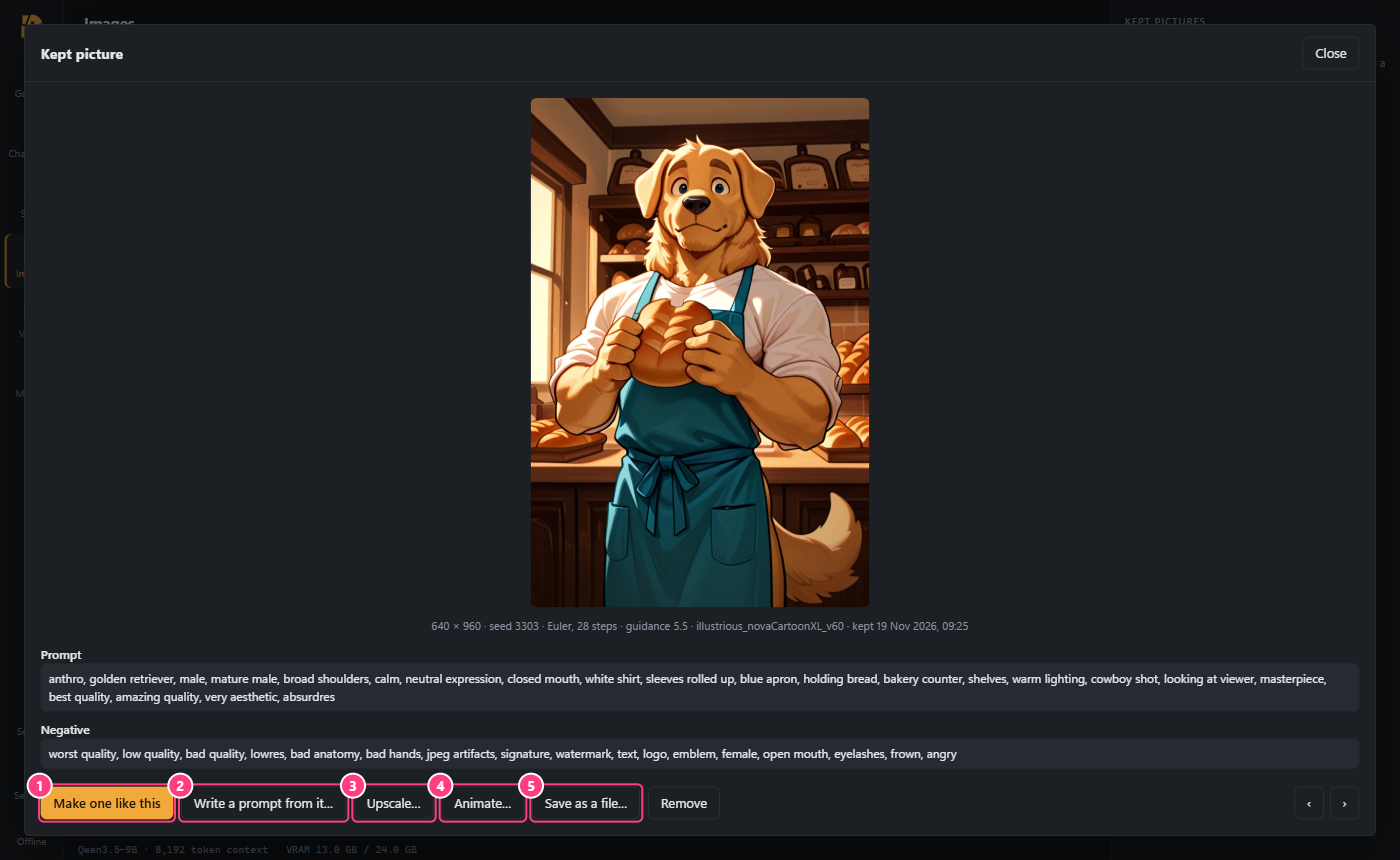 Images
KEPT PICTURES
Kept picture
Close
640 × 960 · seed 3303 · Euler, 28 steps · guidance 5.5 · illustrious_novaCartoonXL_v60 · kept 19 Nov 2026, 09:25
Prompt
anthro, golden retriever, male, mature male, broad shoulders, calm, neutral expression, closed mouth, white shirt, sleeves rolled up, blue apron, holding bread, bakery counter, shelves, warm lighting, cowboy shot, looking at viewer, masterpiece,
best quality, amazing quality, very aesthetic, absurdres
Negative
worst quality, low quality, bad quality, lowres, bad anatomy, bad hands, jpeg artifacts, signature, watermark, text, logo, emblem, female, open mouth, eyelashes, frown, angry
1 2 3 4 5
Make one like this Write a prompt from it... Upscale... Animate... Save as a file... Remove ‹ ›
Offline
Qwen3.5-9B · 8,192 token context VRAM 13.0 GB / 24.0 GB